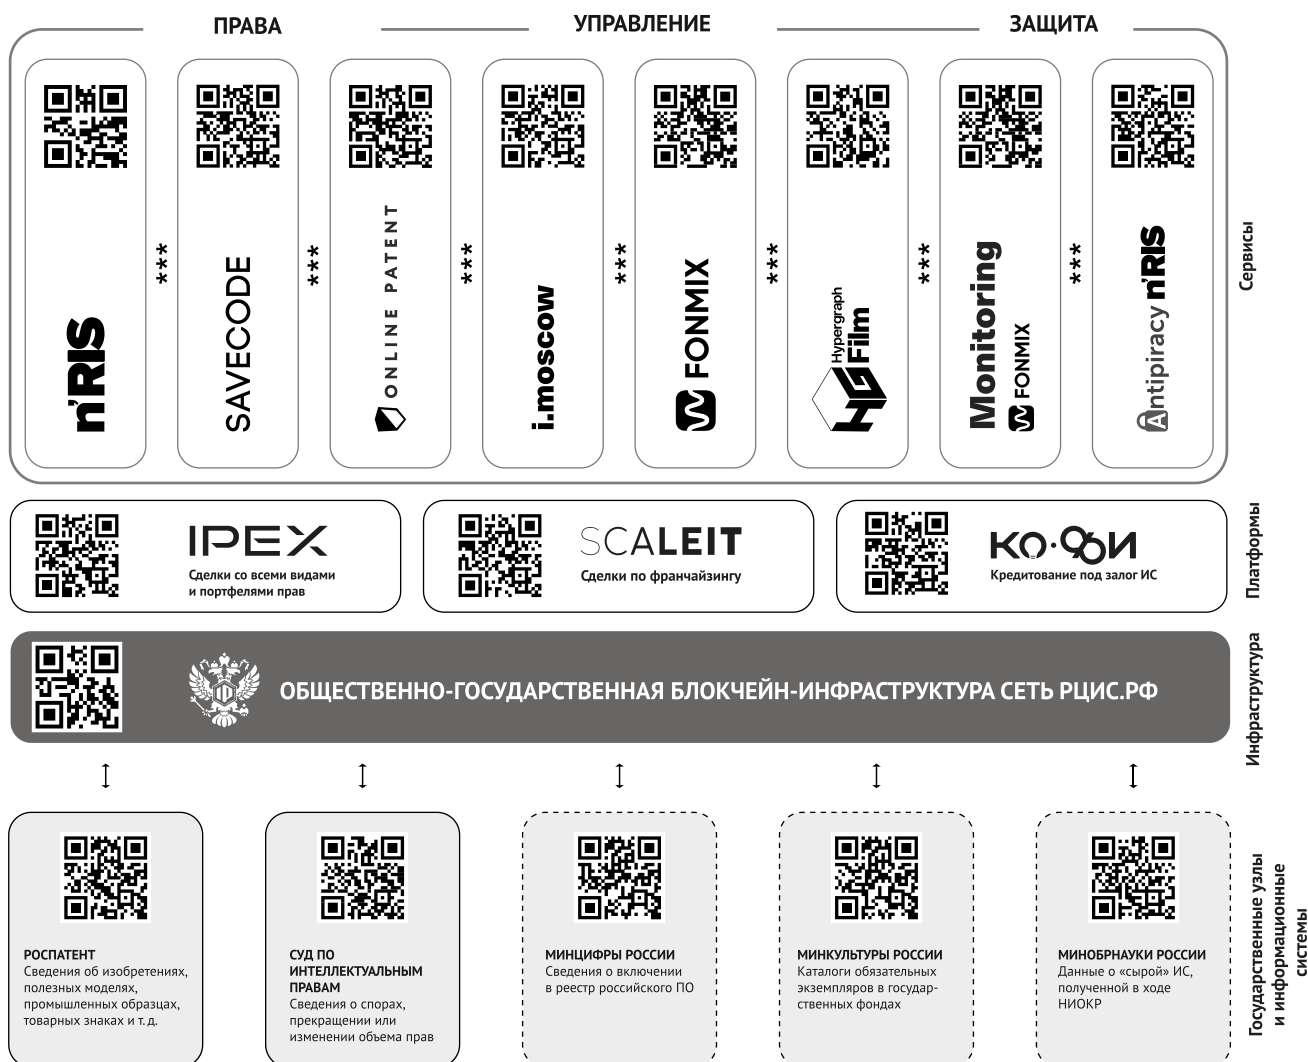 ПРАВА
УПРАВЛЕНИЕ
ЗАЩИТА
n'RIS
***
SAVECODE
***
ONLINE PATENT
***
i.moscow
***
FONMIX
***
HG
Hypergraph
Film
***
Monitoring
FONMIX
***
Antipiracy n'RIS
Сервисы
IPEX
Сделки со всеми видами
и портфелями прав
SCALEIT
Сделки по франчайзингу
КО·ФИ
Кредитование под залог ИС
Платформы
ОБЩЕСТВЕННО-ГОСУДАРСТВЕННАЯ БЛОКЧЕЙН-ИНФРАСТРУКТУРА СЕТЬ РЦИС.РФ
Инфраструктура
РОСПАТЕНТ
Сведения об изобретениях,
полезных моделях,
промышленных образцах,
товарных знаках и т. д.
СУД ПО
ИНТЕЛЛЕКТУАЛЬНЫМ
ПРАВАМ
Сведения о спорах,
прекращении или
изменении объема прав
МИНЦИФРЫ РОССИИ
Сведения о включении
в реестр российского ПО
МИНКУЛЬТУРЫ РОССИИ
Каталоги обязательных
экземпляров в государ-
ственных фондах
МИНОБРНАУКИ РОССИИ
Данные о «сырой» ИС,
полученной в ходе
НИОКР
Государственные узлы
и информационные
системы